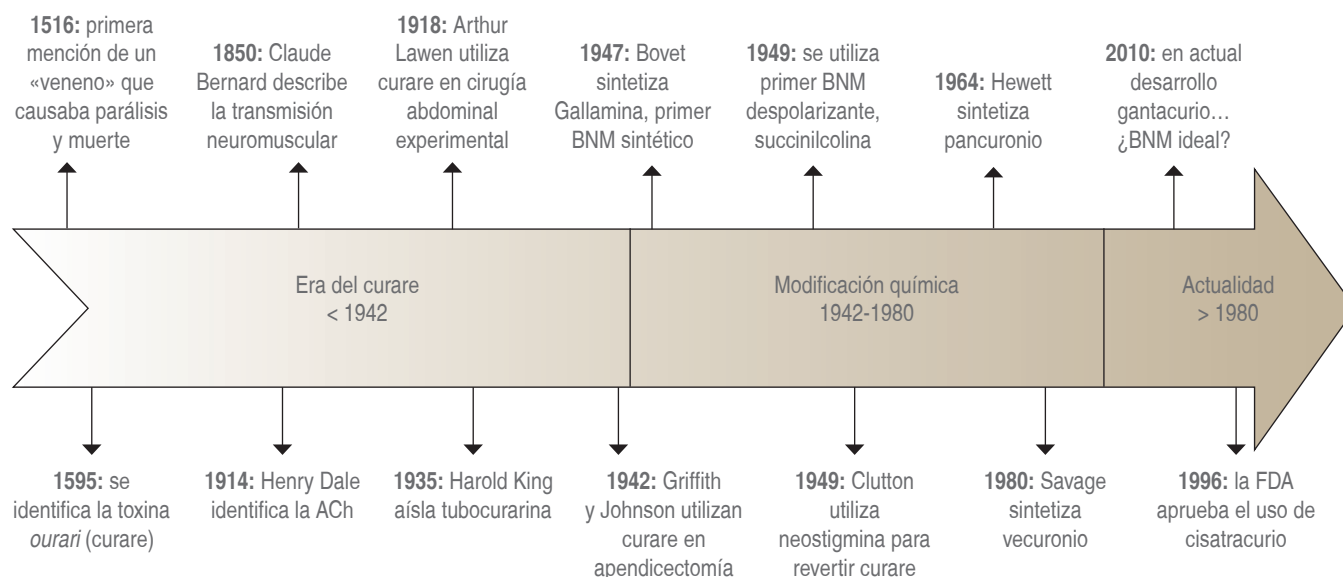 1516: primera
mención de un
«veneno» que
causaba parálisis
y muerte
1850: Claude
Bernard describe
la transmisión
neuromuscular
1918: Arthur
Lawen utiliza
curare en cirugía
abdominal
experimental
1947: Bovet
sintetiza
Gallamina, primer
BNM sintético
1949: se utiliza
primer BNM
despolarizante,
succinilcolina
1964: Hewett
sintetiza
pancuronio
2010: en actual
desarrollo
gantacurio...
¿BNM ideal?
Era del curare
< 1942
Modificación química
1942-1980
Actualidad
> 1980
1595: se
identifica la toxina
ourari (curare)
1914: Henry Dale
identifica la ACh
1935: Harold King
aísla tubocurarina
1942: Griffith
y Johnson utilizan
curare en
apendicectomía
1949: Clutton
utiliza
neostigmina para
revertir curare
1980: Savage
sintetiza
vecuronio
1996: la FDA
aprueba el uso de
cisatracurio